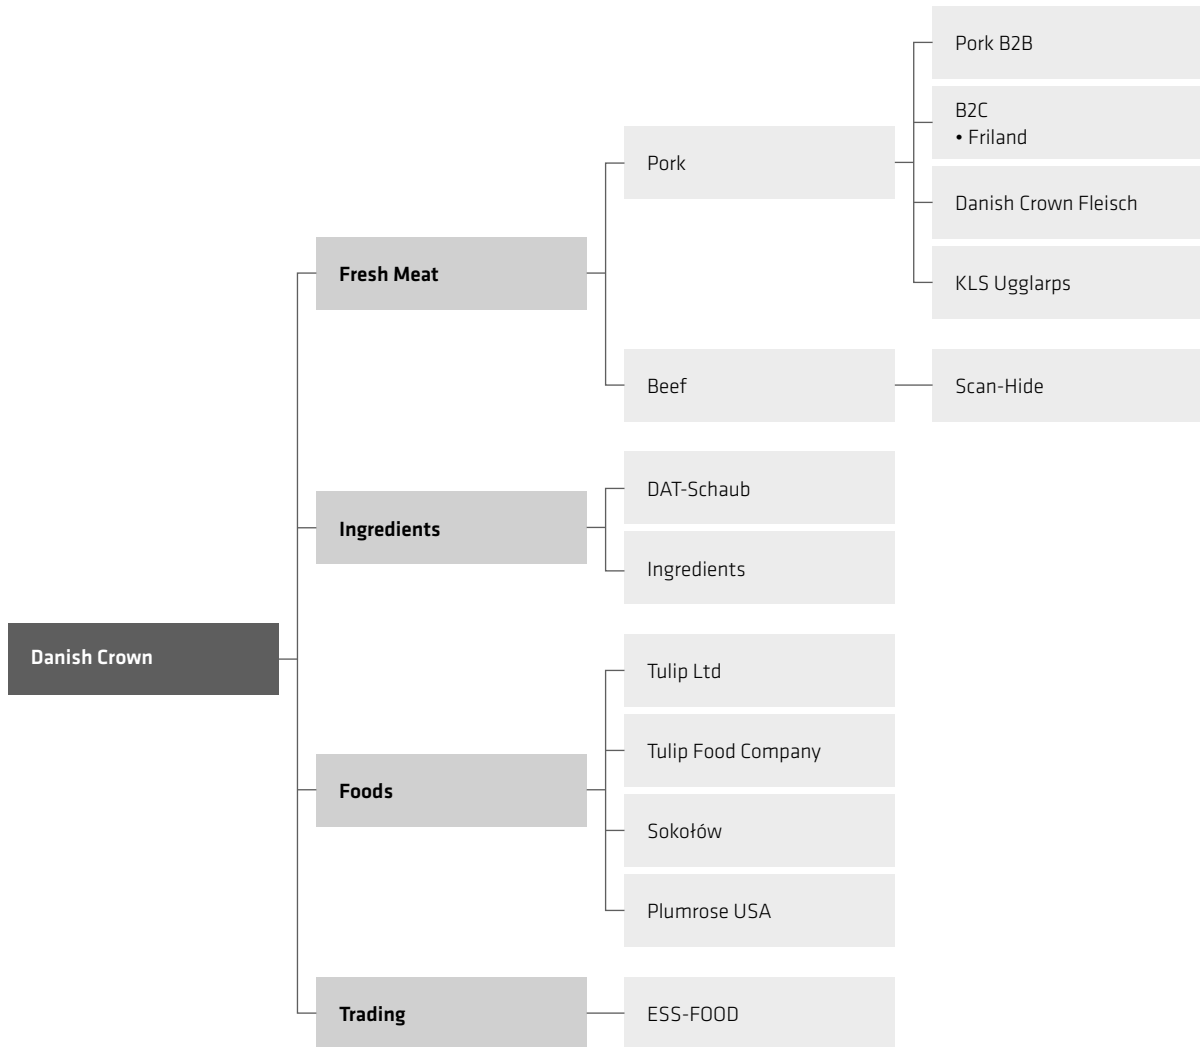 Pork B2B
B2C
• Friland
Pork
Danish Crown Fleisch
Fresh Meat
KLS Ugglarps
Beef
Scan-Hide
DAT-Schaub
Ingredients
Ingredients
Danish Crown
Tulip Ltd
Tulip Food Company
Foods
Sokołów
Plumrose USA
Trading
ESS-FOOD